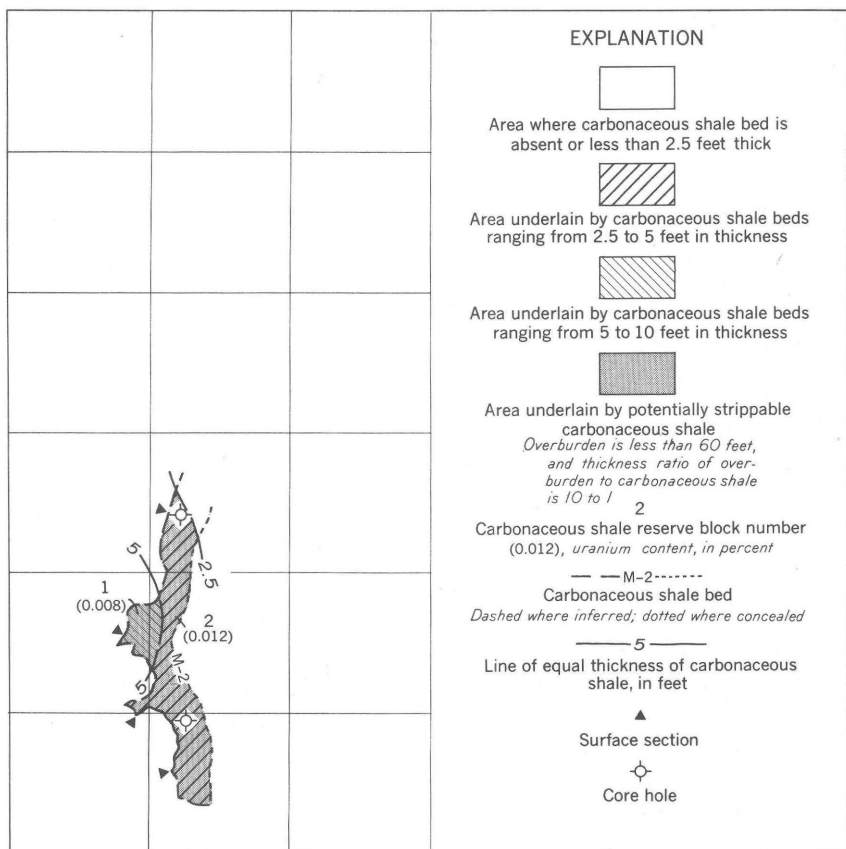 EXPLANATION
Area where carbonaceous shale bed is
absent or less than 2.5 feet thick
Area underlain by carbonaceous shale beds
ranging from 2.5 to 5 feet in thickness
Area underlain by carbonaceous shale beds
ranging from 5 to 10 feet in thickness
Area underlain by potentially strippable
carbonaceous shale
Overburden is less than 60 feet,
and thickness ratio of over-
burden to carbonaceous shale
is 10 to 1
2
Carbonaceous shale reserve block number
(0.012), uranium content, in percent
M-2
Carbonaceous shale bed
Dashed where inferred; dotted where concealed
5
Line of equal thickness of carbonaceous
shale, in feet
Surface section
Core hole
5
2.5
1
(0.008)
2
(0.012)
M-2
5